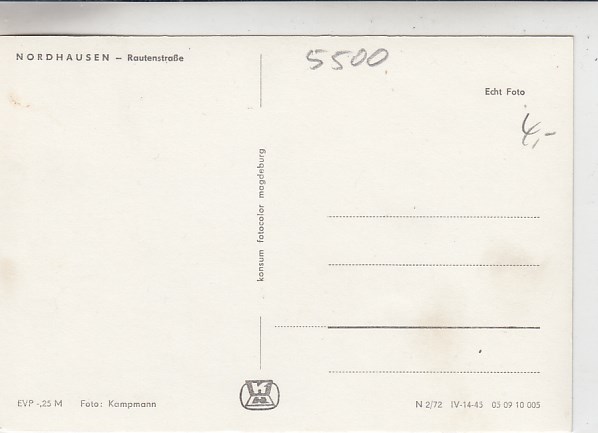 NORDHAUSEN – Rautenstraße
5500
Echt Foto
4,-
konsum fotocolor magdeburg
EVP -,25 M Foto: Kampmann
N 2/72 IV-14-45 05 09 10 005